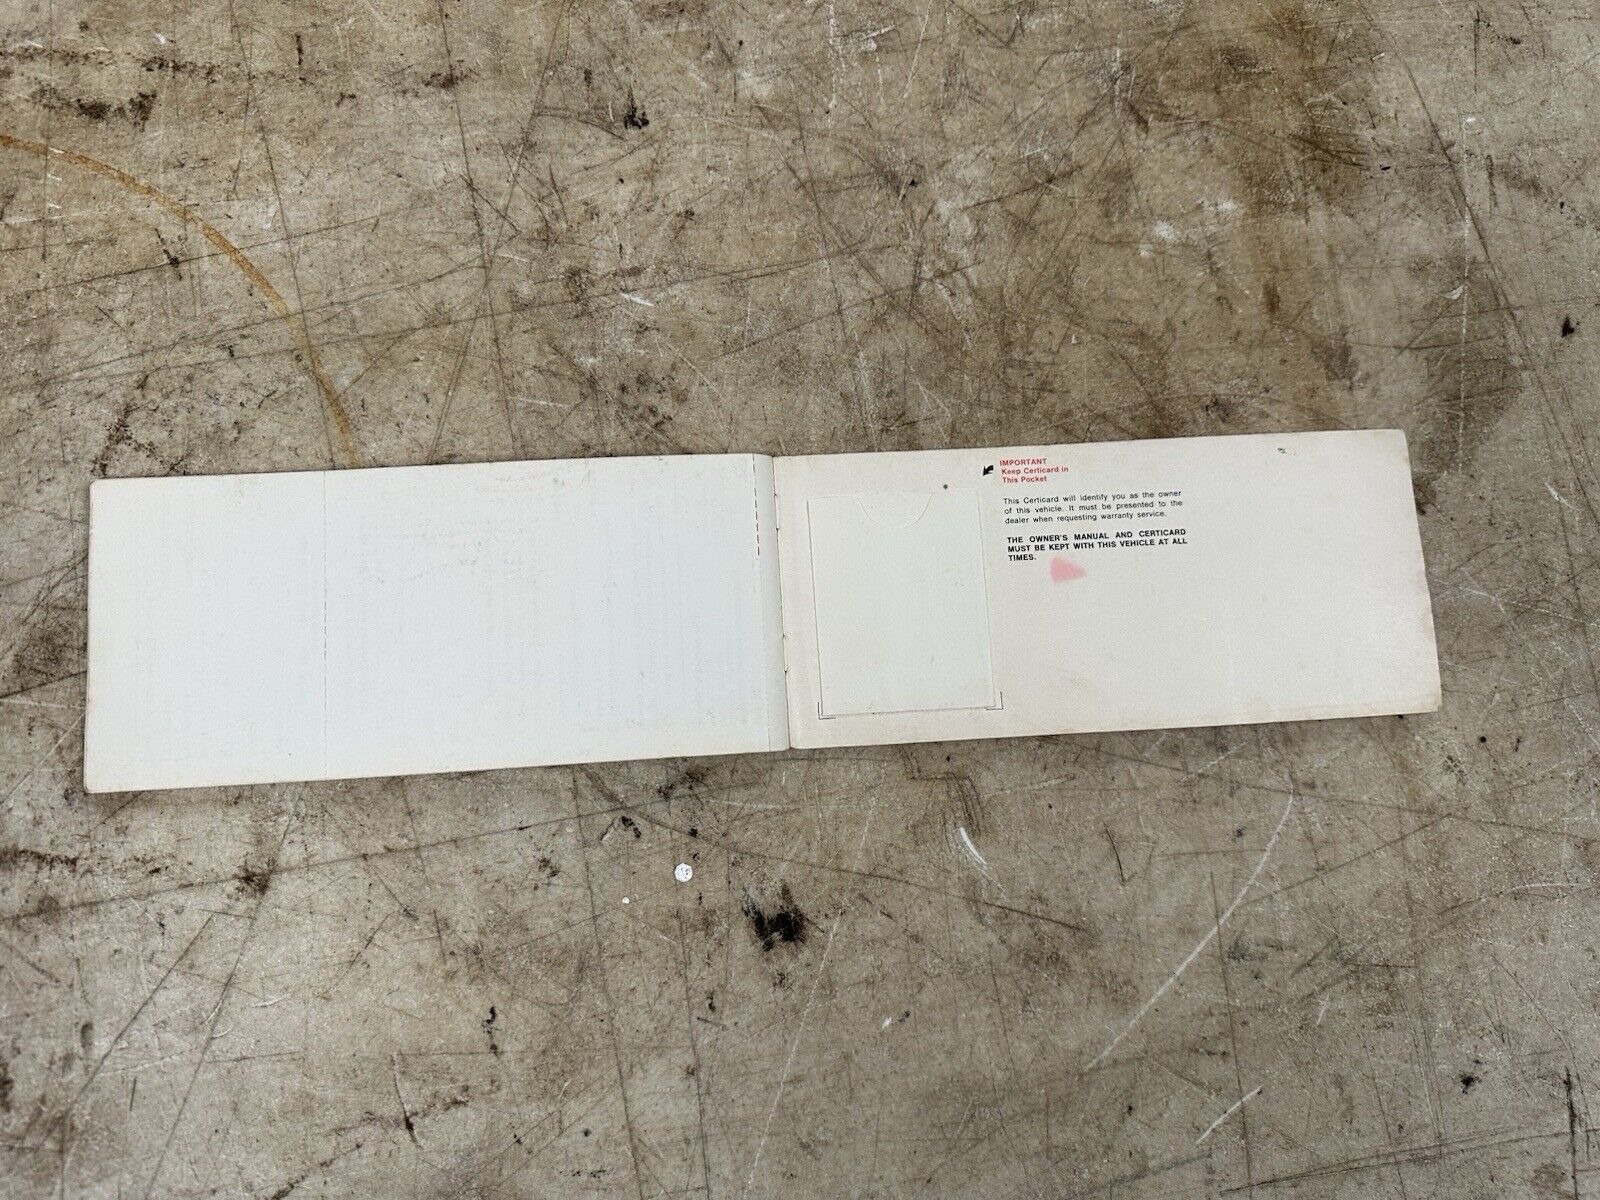 IMPORTANT
Keep Certicard in
This Pocket
This Certicard will identify you as the owner
of this vehicle. It must be presented to the
dealer when requesting warranty service.
THE OWNER'S MANUAL AND CERTICARD
MUST BE KEPT WITH THIS VEHICLE AT ALL
TIMES.